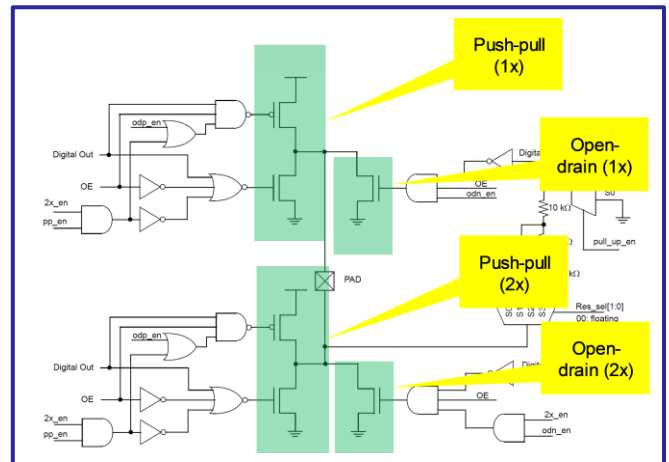 Push-pull
(1x)
odp_en
Digital Out
OE
2x_en
pp_en
Open-
drain (1x)
OE
odn_en
S0
10 kΩ
pull_up_en
PAD
Push-pull
(2x)
kΩ
Res_sel[1:0]
00: floating
odp_en
Digital Out
OE
2x_en
pp_en
Open-
drain (2x)
OE
2x_en
odn_en